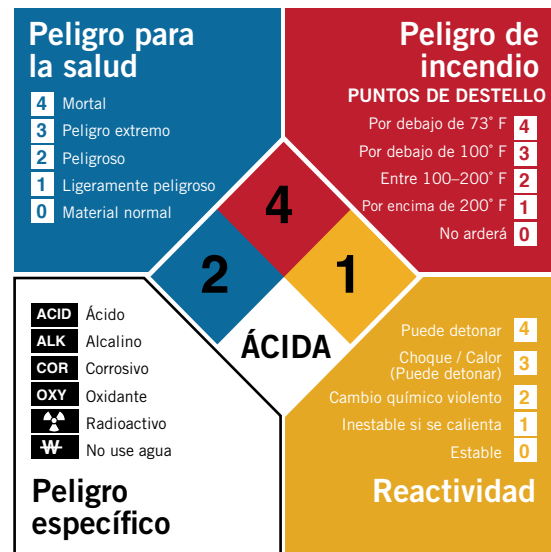 Peligro para
la salud
4 Mortal
3 Peligro extremo
2 Peligroso
1 Ligeramente peligroso
0 Material normal
Peligro de
incendio
PUNTOS DE DESTELLO
Por debajo de 73˚ F 4
Por debajo de 100˚ F 3
Entre 100–200˚ F 2
Por encima de 200˚ F 1
No arderá 0
4
2
1
ÁCIDA
ACID Ácido
ALK Alcalino
COR Corrosivo
OXY Oxidante
Radioactivo
W No use agua
Peligro
específico
Puede detonar 4
Choque / Calor
(Puede detonar) 3
Cambio químico violento 2
Inestable si se calienta 1
Estable 0
Reactividad